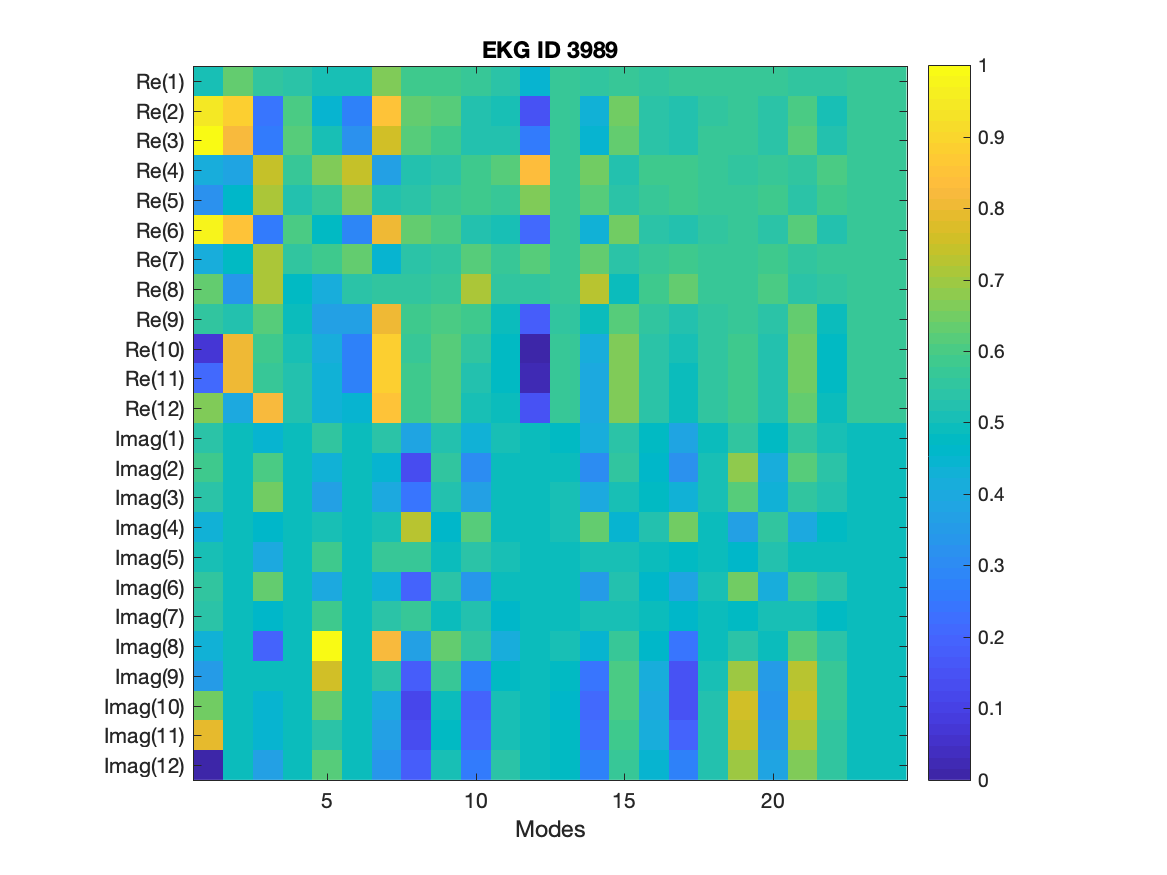 EKG ID 3989
Re(1)
Re(2)
Re(3)
Re(4)
Re(5)
Re(6)
Re(7)
Re(8)
Re(9)
Re(10)
Re(11)
Re(12)
Imag(1)
Imag(2)
Imag(3)
Imag(4)
Imag(5)
Imag(6)
Imag(7)
Imag(8)
Imag(9)
Imag(10)
Imag(11)
Imag(12)
5 10 15 20
Modes
1
0.9
0.8
0.7
0.6
0.5
0.4
0.3
0.2
0.1
0